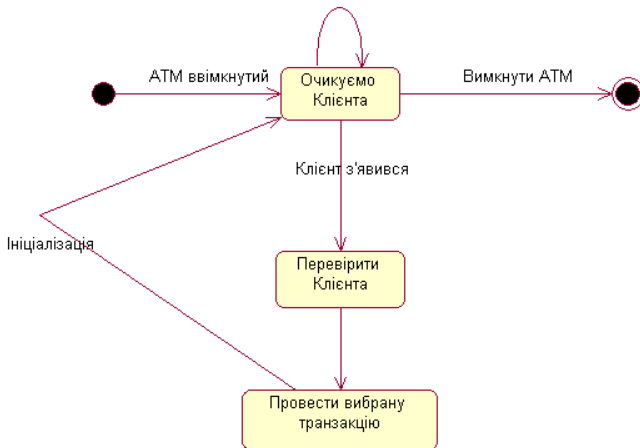 АТМ ввімкнутий
Очикуємо
Клієнта
Вимкнути АТМ
Клієнт з'явився
Ініціалізація
Перевірити
Клієнта
Провести вибрану
транзакцію